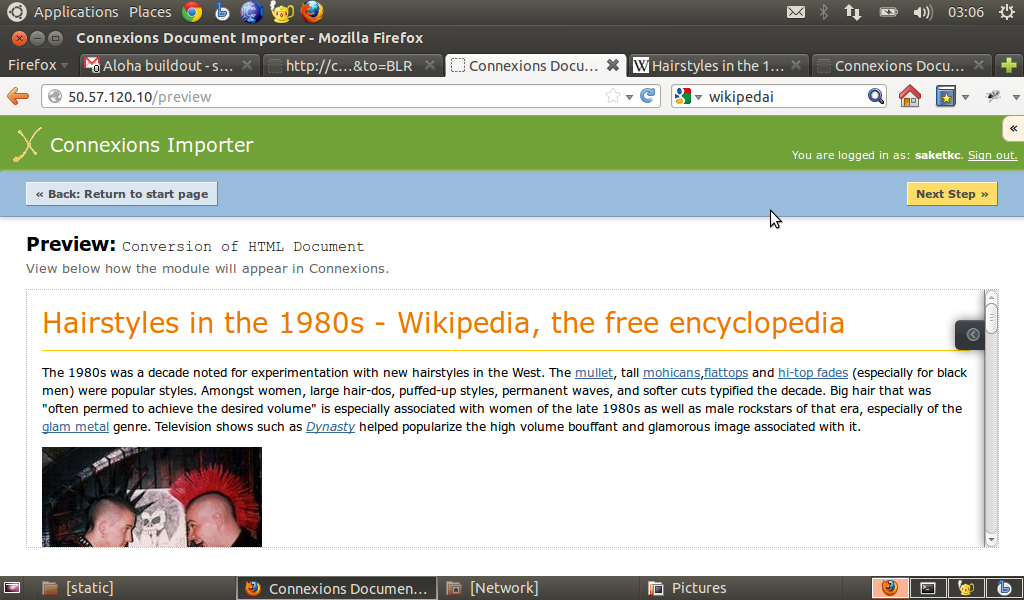 Applications Places 03:06
Connexions Document Importer - Mozilla Firefox
Firefox Aloha buildout - s... http://c...&to=BLR Connexions Docu... Hairstyles in the 1... Connexions Docu...
50.57.120.10/preview wikipedai
«
Connexions Importer
You are logged in as: saketkc. Sign out.
« Back: Return to start page Next Step »
Preview: Conversion of HTML Document
View below how the module will appear in Connexions.
Hairstyles in the 1980s - Wikipedia, the free encyclopedia
The 1980s was a decade noted for experimentation with new hairstyles in the West. The mullet, tall mohicans,flattops and hi-top fades (especially for black
men) were popular styles. Amongst women, large hair-dos, puffed-up styles, permanent waves, and softer cuts typified the decade. Big hair that was
"often permed to achieve the desired volume" is especially associated with women of the late 1980s as well as male rockstars of that era, especially of the
glam metal genre. Television shows such as Dynasty helped popularize the high volume bouffant and glamorous image associated with it.
[static] Connexions Documen... [Network] Pictures